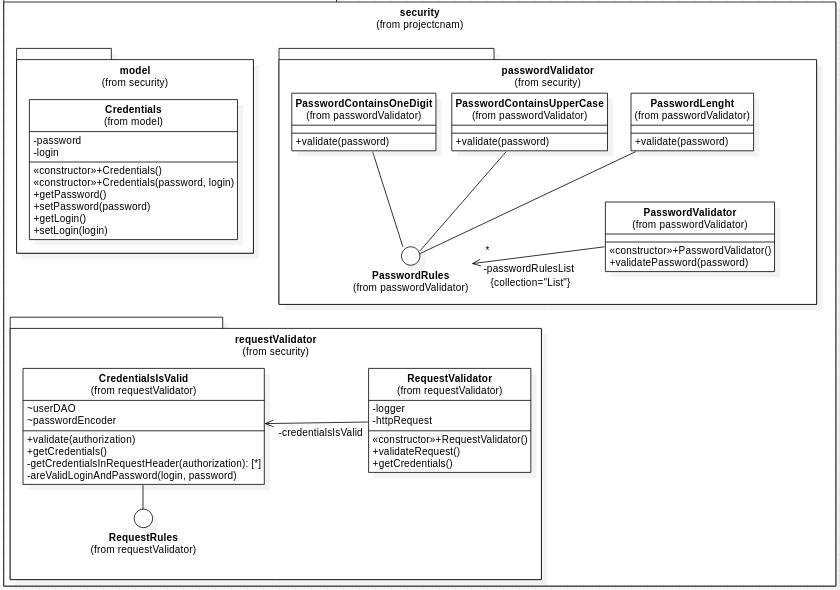 security
(from projectcnam)
model
(from security)
Credentials
(from model)
-password
-login
«constructor»+Credentials()
«constructor»+Credentials(password, login)
+getPassword()
+setPassword(password)
+getLogin()
+setLogin(login)
passwordValidator
(from security)
PasswordContainsOneDigit
(from passwordValidator)
+validate(password)
PasswordContainsUpperCase
(from passwordValidator)
+validate(password)
PasswordLenght
(from passwordValidator)
+validate(password)
PasswordValidator
(from passwordValidator)
«constructor»+PasswordValidator()
+validatePassword(password)
*
-passwordRulesList
{collection="List"}
PasswordRules
(from passwordValidator)
requestValidator
(from security)
CredentialsIsValid
(from requestValidator)
~userDAO
~passwordEncoder
+validate(authorization)
+getCredentials()
-getCredentialsInRequestHeader(authorization): [*]
-areValidLoginAndPassword(login, password)
-credentialsIsValid
RequestValidator
(from requestValidator)
-logger
-httpRequest
«constructor»+RequestValidator()
+validateRequest()
+getCredentials()
RequestRules
(from requestValidator)